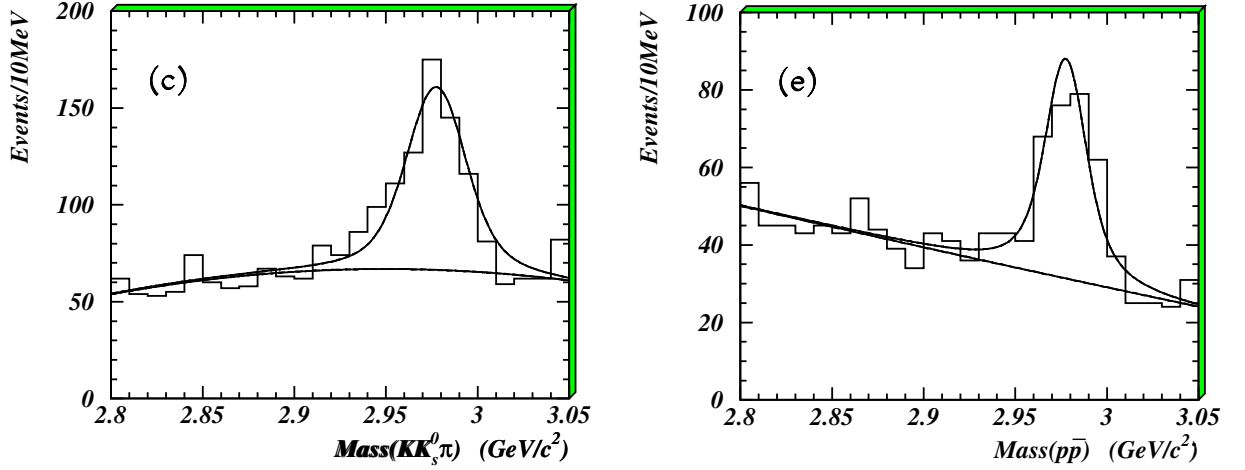 Events/10MeV
200
150
100
50
0
(c)
2.8 2.85 2.9 2.95 3 3.05
Mass(KK_s^0π) (GeV/c²)
Events/10MeV
100
80
60
40
20
0
(e)
2.8 2.85 2.9 2.95 3 3.05
Mass(pp̅) (GeV/c²)